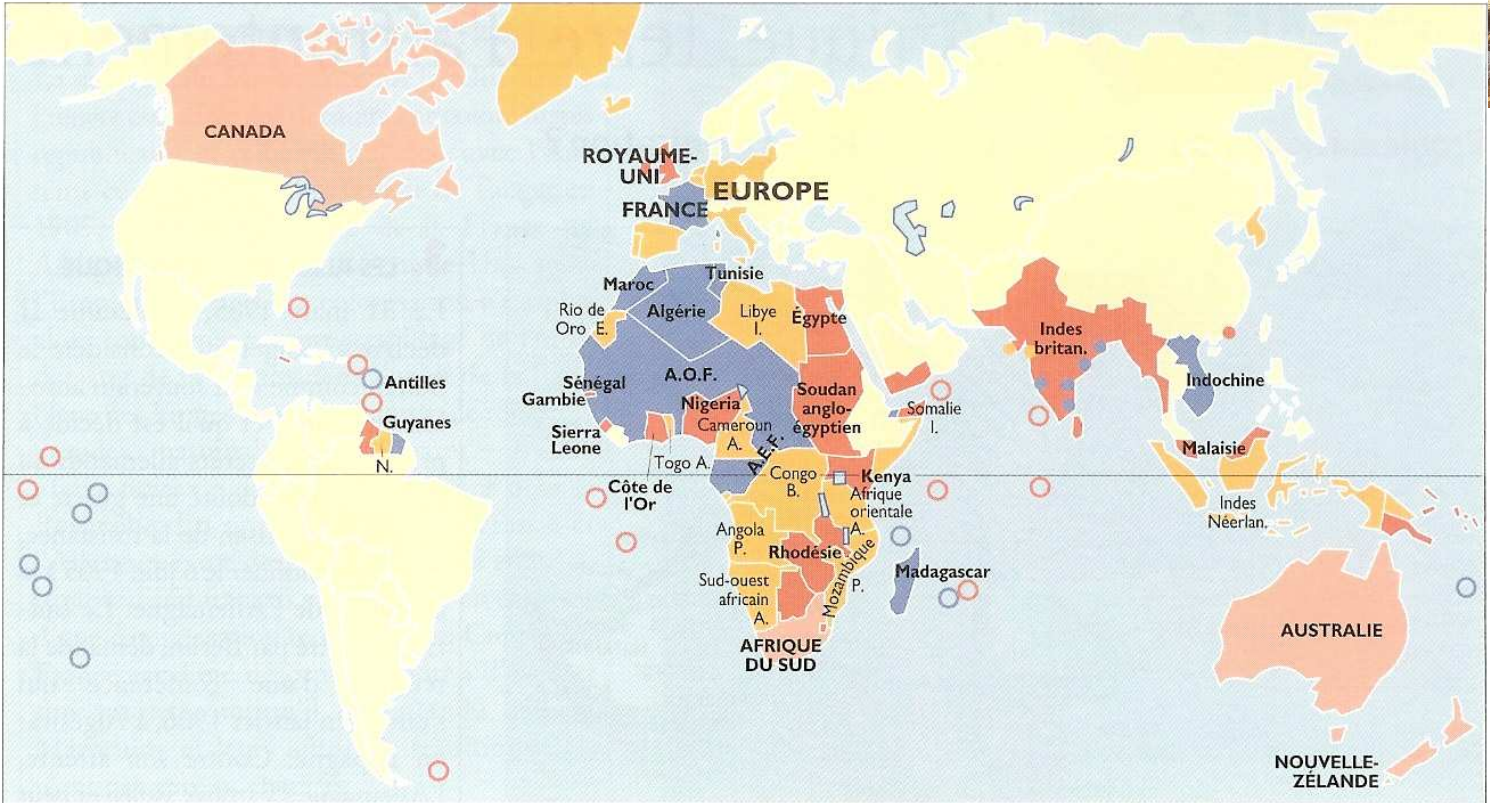 CANADA
ROYAUME-
UNI
EUROPE
FRANCE
Tunisie
Maroc
Rio de
Oro E.
Algérie
Libye
I.
Égypte
Indes
britan.
A.O.F.
Antilles
Sénégal
Gambie
Soudan
anglo-
égyptien
Indochine
Nigeria
Somalie
I.
Guyanes
N.
Sierra
Leone
Cameroun
A.
A.E.F.
Malaisie
Togo A.
Côte de
l'Or
Congo
B.
Kenya
Afrique
orientale
A.
Indes
Néerlan.
Angola
P.
Rhodésie
Mozambique
P.
Madagascar
Sud-ouest
africain
A.
AFRIQUE
DU SUD
AUSTRALIE
NOUVELLE-
ZÉLANDE